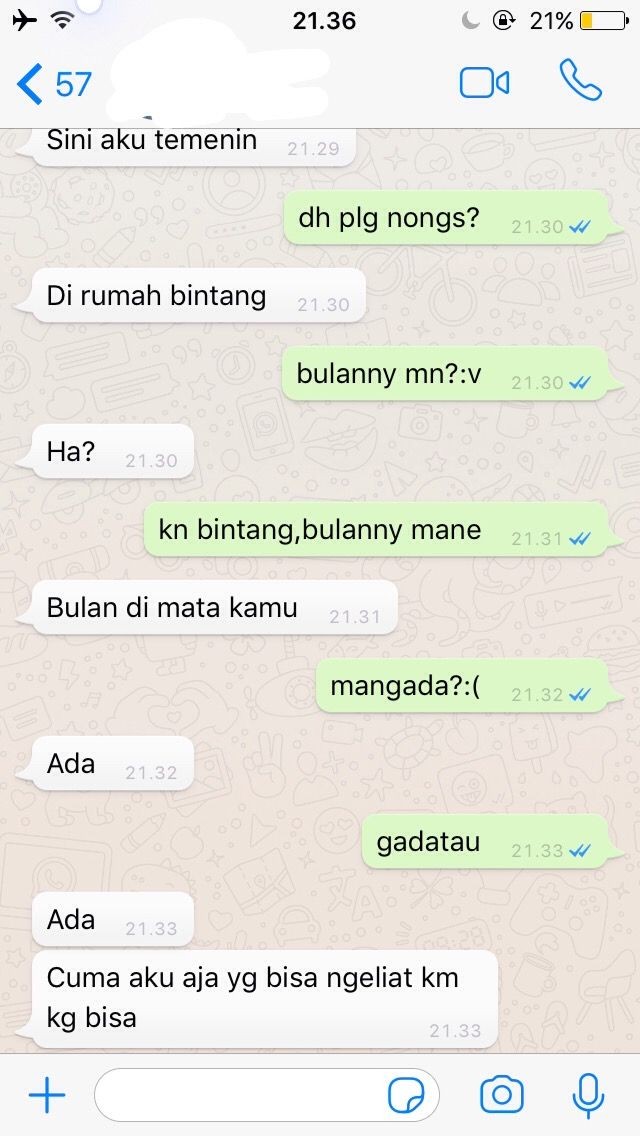 21.36
21%
57
Sini aku temenin 21.29
dh plg nongs? 21.30
Di rumah bintang 21.30
bulanny mn?:v 21.30
Ha? 21.30
kn bintang,bulanny mane 21.31
Bulan di mata kamu 21.31
mangada?:( 21.32
Ada 21.32
gadatau 21.33
Ada 21.33
Cuma aku aja yg bisa ngeliat km
kg bisa 21.33